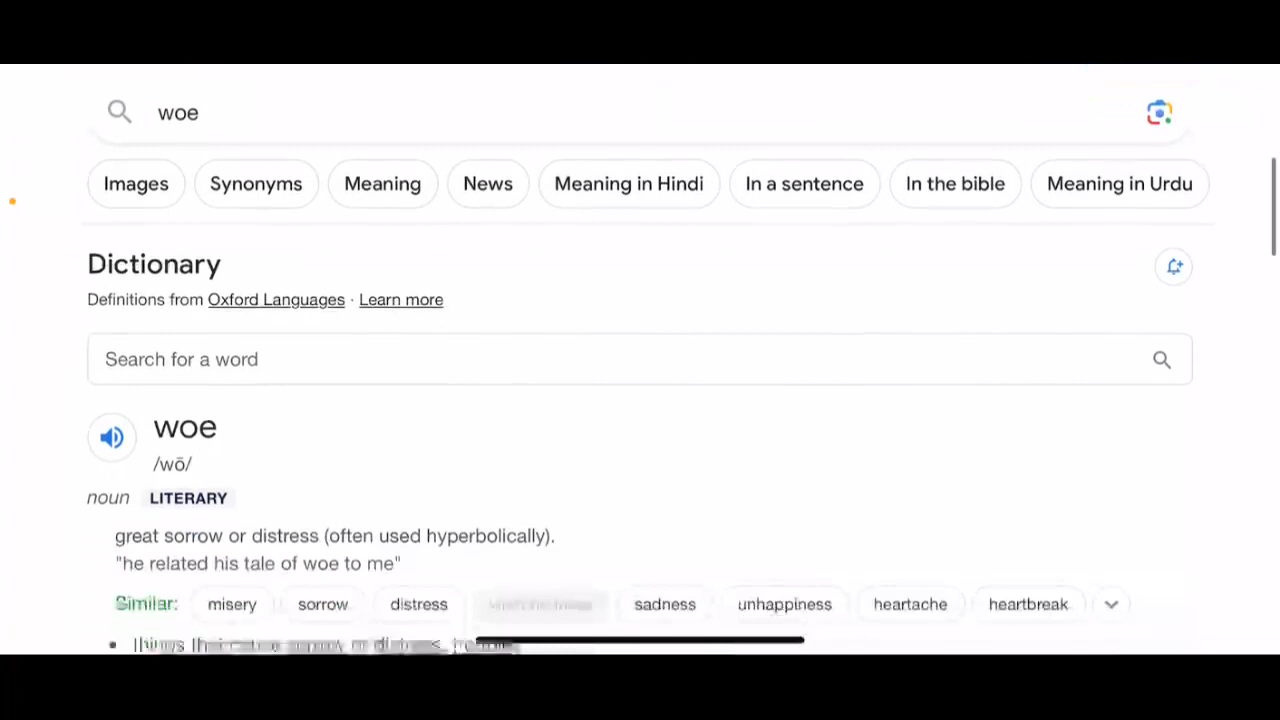 woe
Images Synonyms Meaning News Meaning in Hindi In a sentence In the bible Meaning in Urdu
Dictionary
Definitions from Oxford Languages · Learn more
Search for a word
woe
/wō/
noun LITERARY
great sorrow or distress (often used hyperbolically).
"he related his tale of woe to me"
Similar: misery sorrow distress sadness unhappiness heartache heartbreak